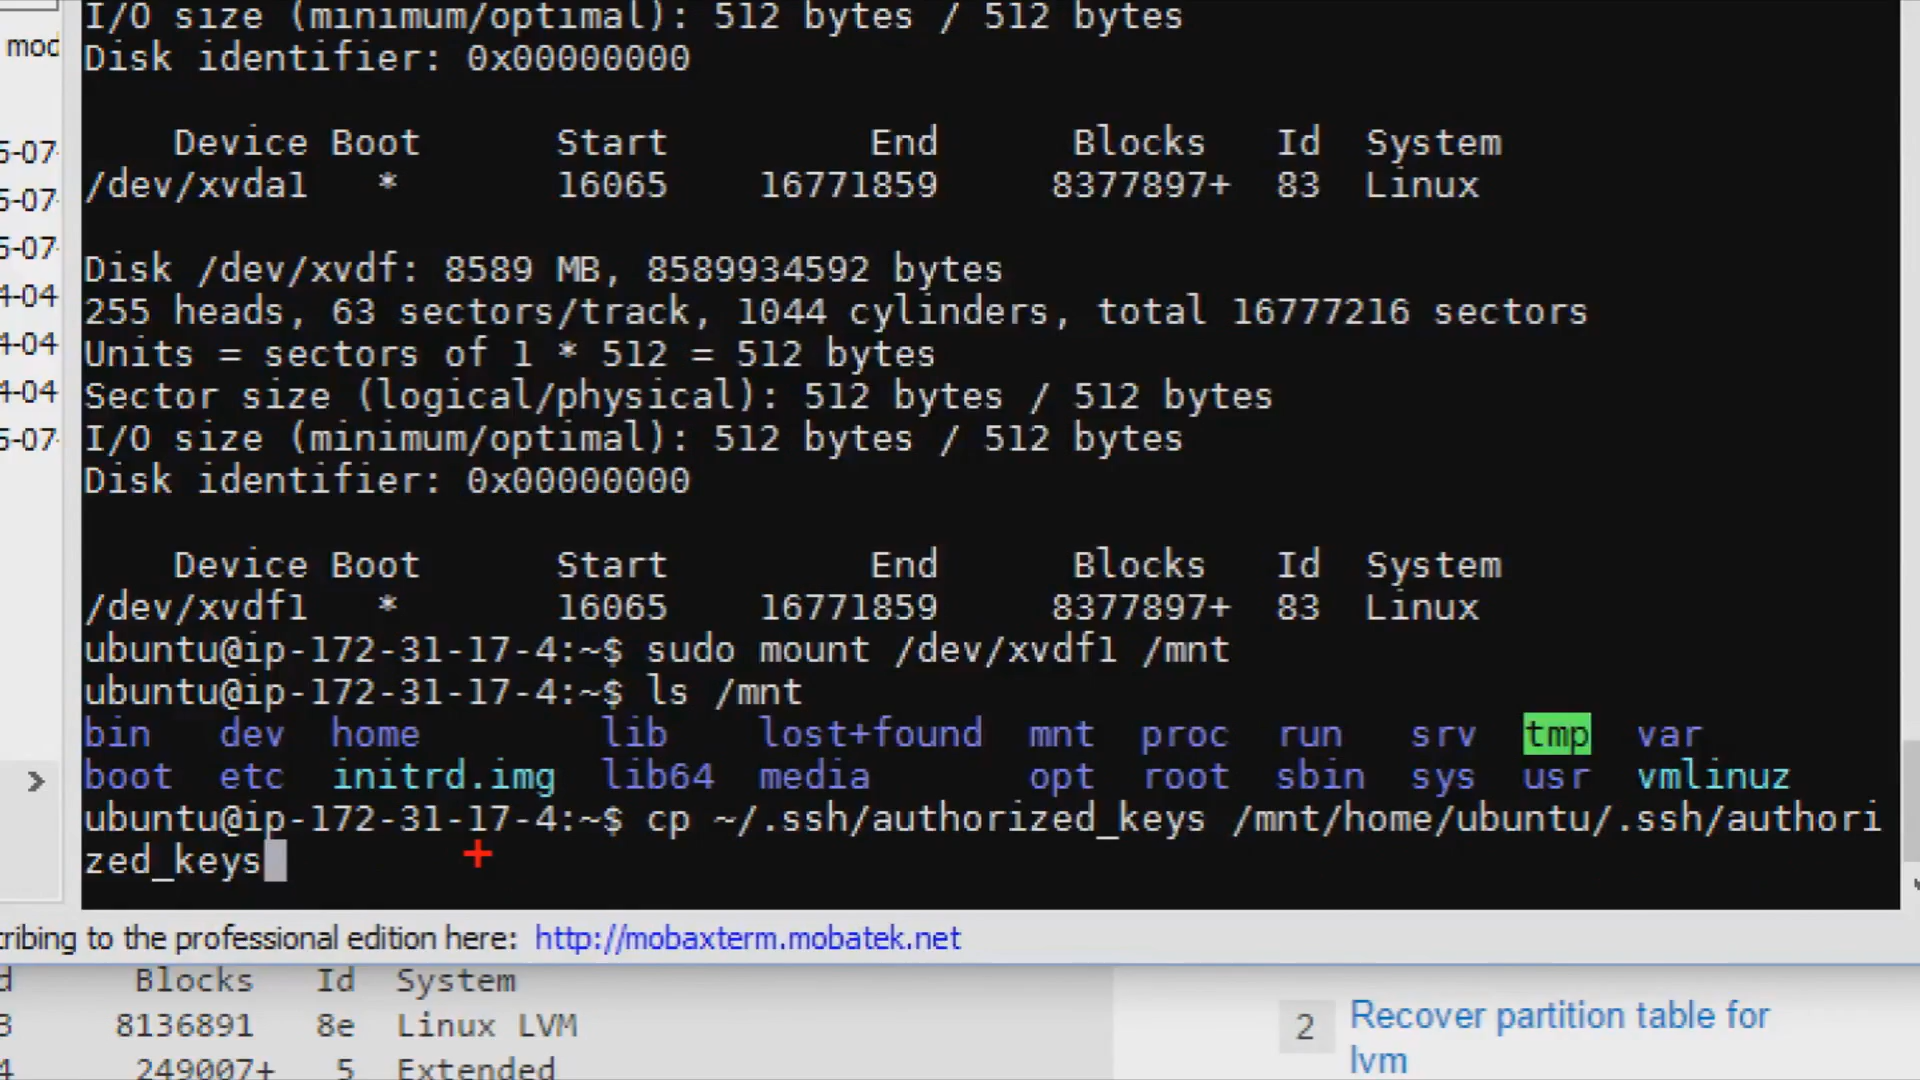 I/O size (minimum/optimal): 512 bytes / 512 bytes
mod
Disk identifier: 0x00000000
Device Boot Start End Blocks Id System
5-07-
/dev/xvda1 * 16065 16771859 8377897+ 83 Linux
5-07-
5-07-
Disk /dev/xvdf: 8589 MB, 8589934592 bytes
4-04
255 heads, 63 sectors/track, 1044 cylinders, total 16777216 sectors
4-04
Units = sectors of 1 * 512 = 512 bytes
4-04
Sector size (logical/physical): 512 bytes / 512 bytes
5-07-
I/O size (minimum/optimal): 512 bytes / 512 bytes
Disk identifier: 0x00000000
Device Boot Start End Blocks Id System
/dev/xvdf1 * 16065 16771859 8377897+ 83 Linux
ubuntu@ip-172-31-17-4:~$ sudo mount /dev/xvdf1 /mnt
ubuntu@ip-172-31-17-4:~$ ls /mnt
bin dev home lib lost+found mnt proc run srv tmp var
boot etc initrd.img lib64 media opt root sbin sys usr vmlinuz
ubuntu@ip-172-31-17-4:~$ cp ~/.ssh/authorized_keys /mnt/home/ubuntu/.ssh/authori
zed_keys
ribing to the professional edition here: http://mobaxterm.mobatek.net
d Blocks Id System
3 8136891 8e Linux LVM
4 249007+ 5 Extended
2 Recover partition table for
lvm